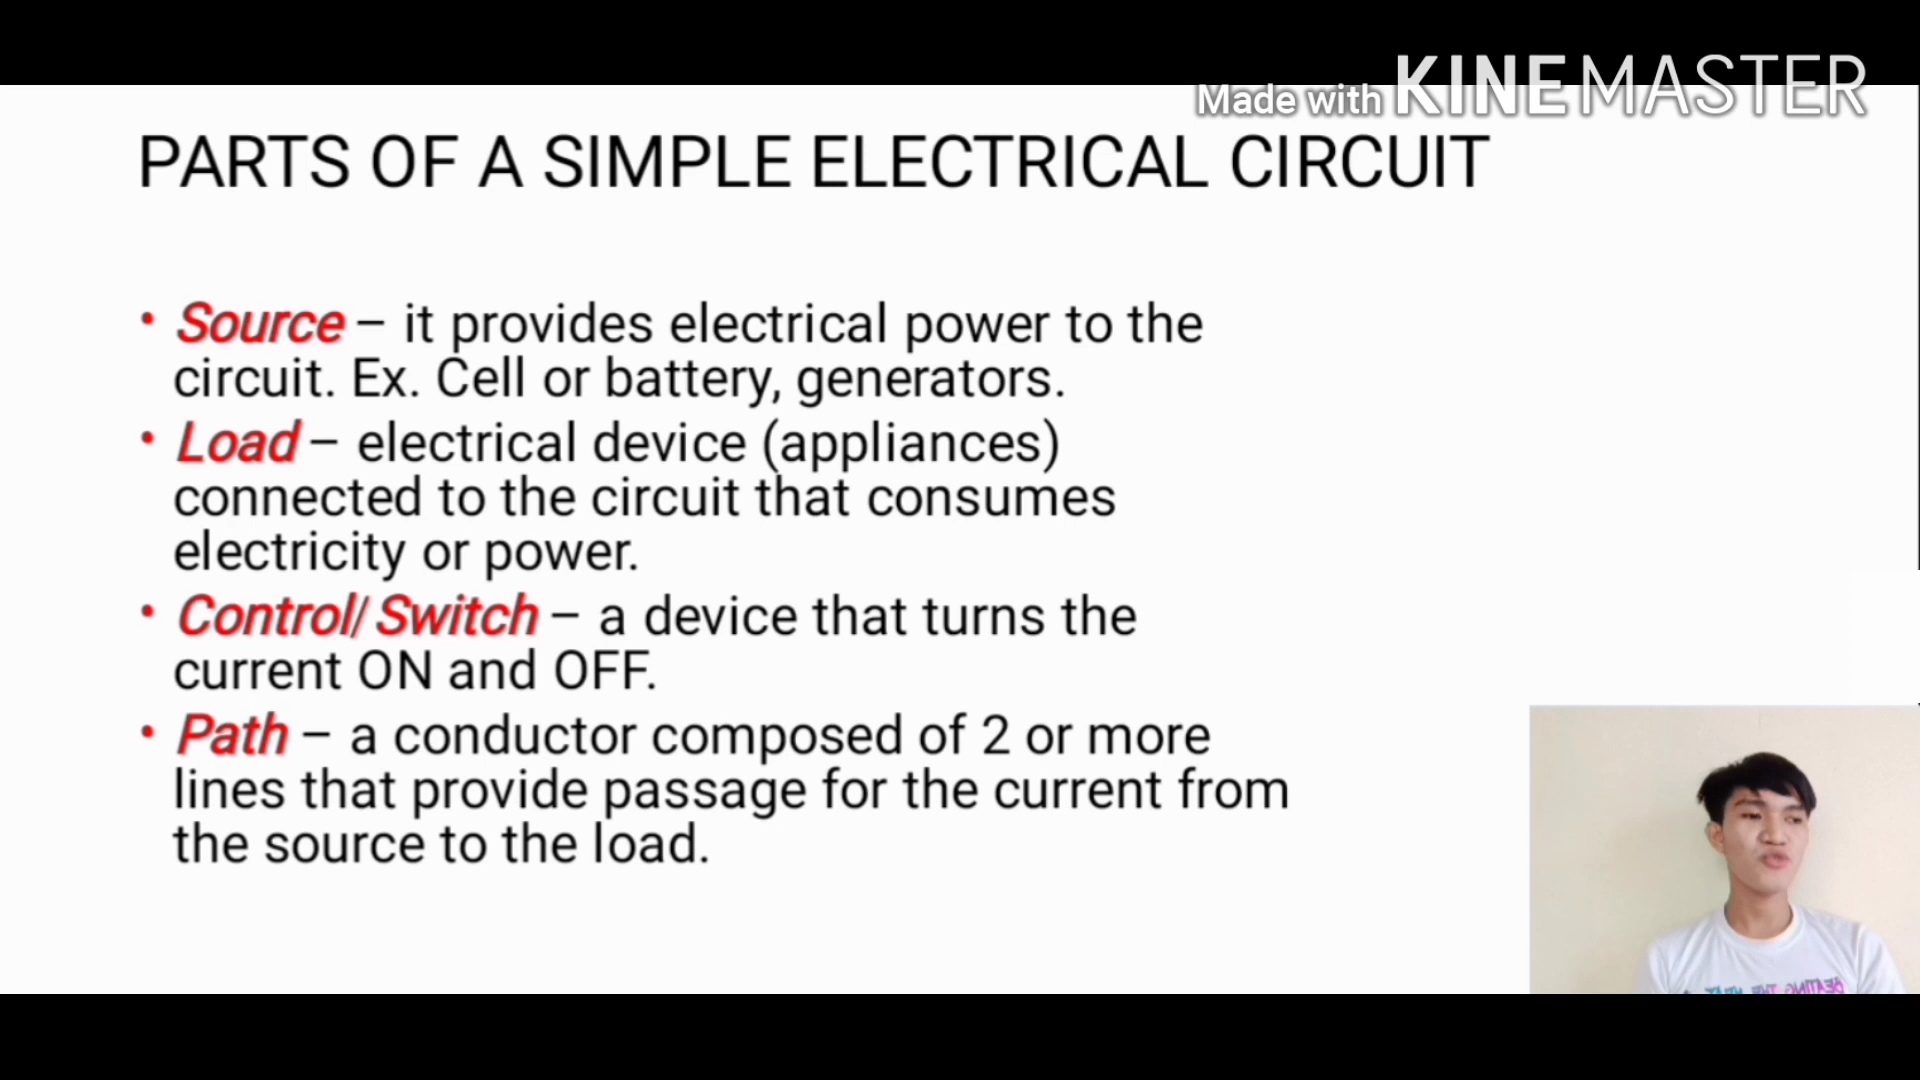 Made with KINEMASTER
PARTS OF A SIMPLE ELECTRICAL CIRCUIT
• Source – it provides electrical power to the
circuit. Ex. Cell or battery, generators.
• Load – electrical device (appliances)
connected to the circuit that consumes
electricity or power.
• Control/Switch – a device that turns the
current ON and OFF.
• Path – a conductor composed of 2 or more
lines that provide passage for the current from
the source to the load.